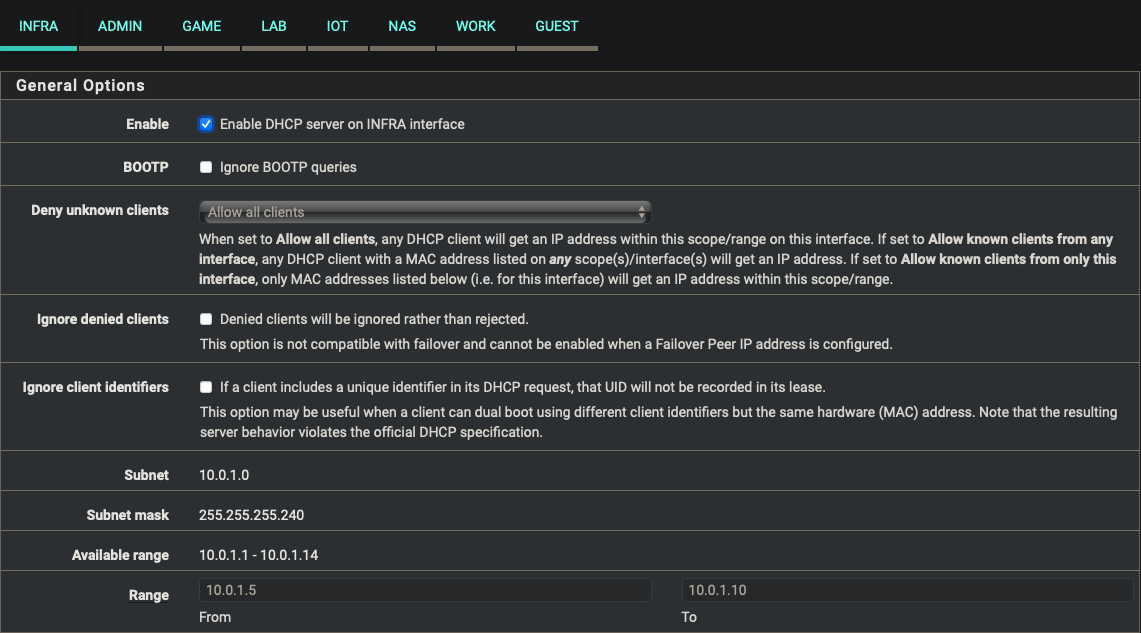 INFRA ADMIN GAME LAB IOT NAS WORK GUEST
General Options
Enable Enable DHCP server on INFRA interface
BOOTP Ignore BOOTP queries
Deny unknown clients Allow all clients
When set to Allow all clients, any DHCP client will get an IP address within this scope/range on this interface. If set to Allow known clients from any
interface, any DHCP client with a MAC address listed on any scope(s)/interface(s) will get an IP address. If set to Allow known clients from only this
interface, only MAC addresses listed below (i.e. for this interface) will get an IP address within this scope/range.
Ignore denied clients Denied clients will be ignored rather than rejected.
This option is not compatible with failover and cannot be enabled when a Failover Peer IP address is configured.
Ignore client identifiers If a client includes a unique identifier in its DHCP request, that UID will not be recorded in its lease.
This option may be useful when a client can dual boot using different client identifiers but the same hardware (MAC) address. Note that the resulting
server behavior violates the official DHCP specification.
Subnet 10.0.1.0
Subnet mask 255.255.255.240
Available range 10.0.1.1 - 10.0.1.14
Range 10.0.1.5 10.0.1.10
From To